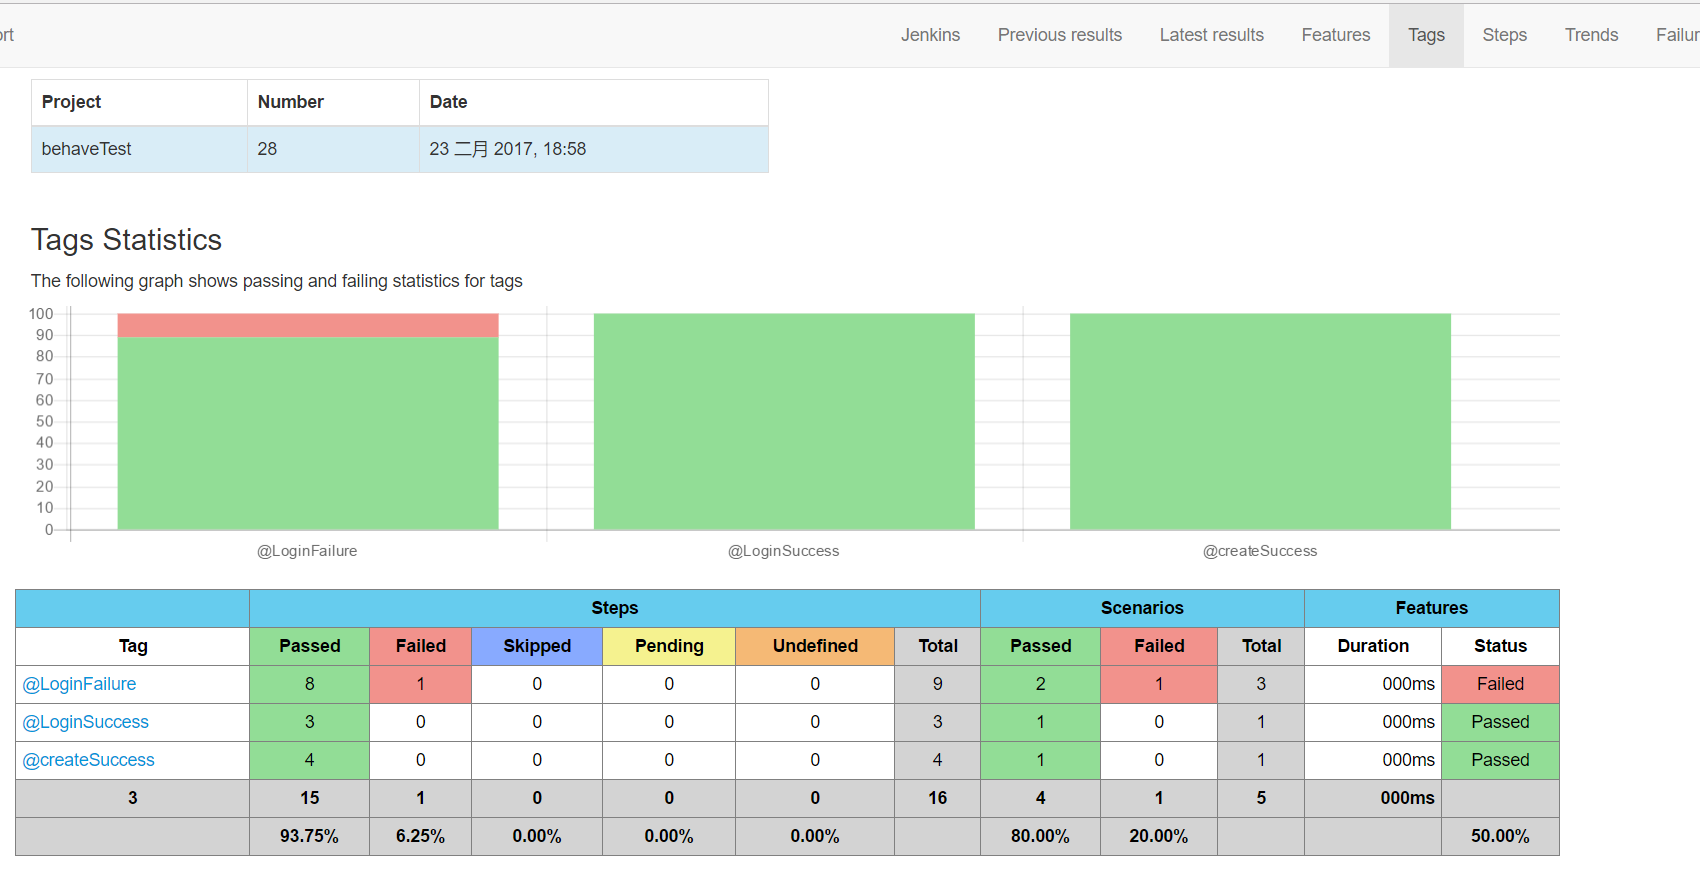 ort Jenkins Previous results Latest results Features Tags Steps Trends Failur
Project Number Date
behaveTest 28 23 二月 2017, 18:58
Tags Statistics
The following graph shows passing and failing statistics for tags
100
90
80
70
60
50
40
30
20
10
0
@LoginFailure @LoginSuccess @createSuccess
Steps Scenarios Features
Tag Passed Failed Skipped Pending Undefined Total Passed Failed Total Duration Status
@LoginFailure 8 1 0 0 0 9 2 1 3 000ms Failed
@LoginSuccess 3 0 0 0 0 3 1 0 1 000ms Passed
@createSuccess 4 0 0 0 0 4 1 0 1 000ms Passed
3 15 1 0 0 0 16 4 1 5 000ms
93.75% 6.25% 0.00% 0.00% 0.00% 80.00% 20.00% 50.00%